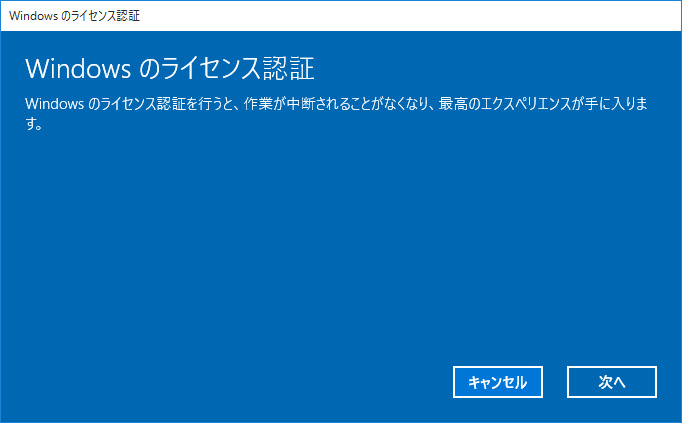 Windows のライセンス認証
Windows のライセンス認証
Windows のライセンス認証を行うと、作業が中断されることがなくなり、最高のエクスペリエンスが手に入りま
す。
キャンセル
次へ